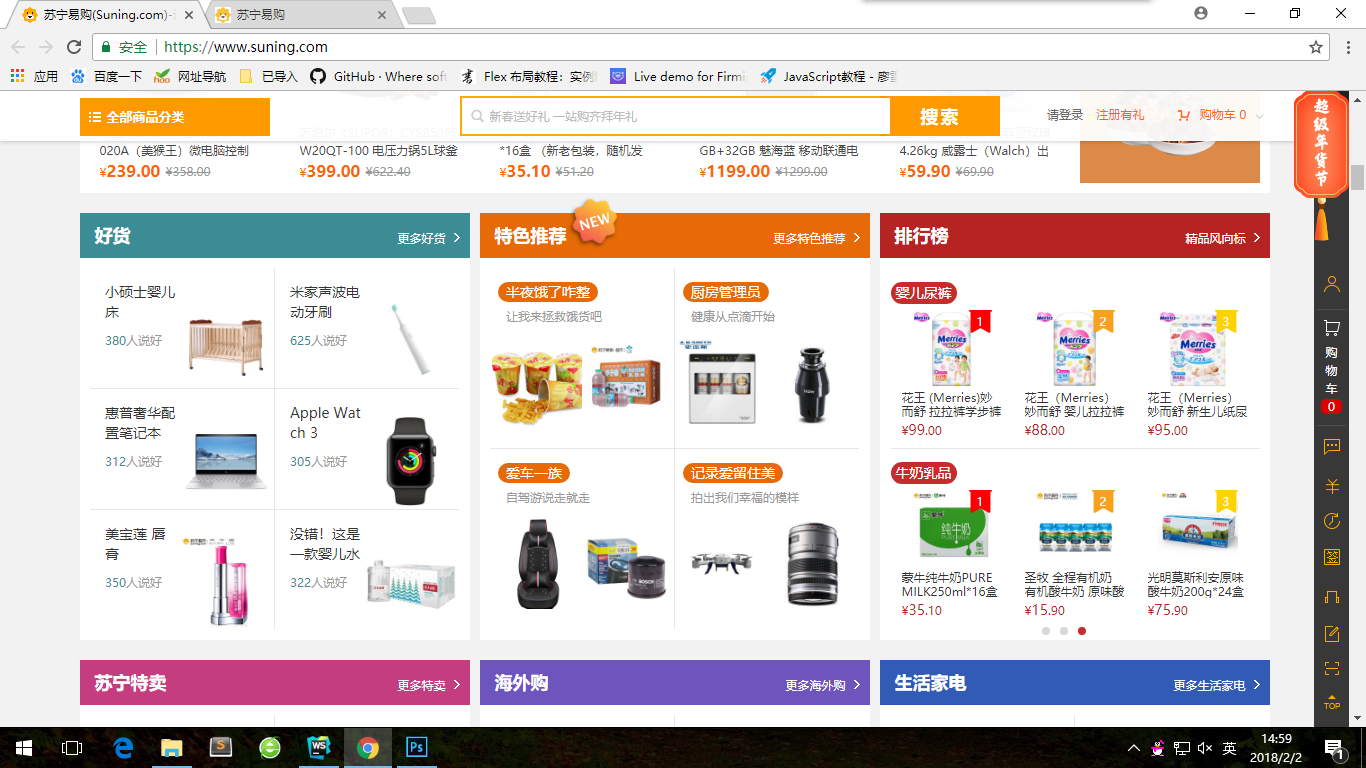 苏宁易购(Suning.com)-
苏宁易购
安全
https://www.suning.com
应用
百度一下
网址导航
已导入
GitHub · Where soft
Flex 布局教程：实例
Live demo for Firmi
JavaScript教程 - 廖
全部商品分类
新春送好礼 一站购齐拜年礼
搜索
请登录
注册有礼
购物车 0
超级年货节
020A（美猴王）微电脑控制
¥239.00 ¥358.00
W20QT-100 电压力锅5L球釜
¥399.00 ¥622.40
*16盒 （新老包装，随机发
¥35.10 ¥51.20
GB+32GB 魅海蓝 移动联通电
¥1199.00 ¥1299.00
4.26kg 威露士（Walch）出
¥59.90 ¥69.90
好货
更多好货
小硕士婴儿
床
380人说好
米家声波电
动牙刷
625人说好
惠普奢华配
置笔记本
312人说好
Apple Wat
ch 3
305人说好
美宝莲 唇
膏
350人说好
没错！这是
一款婴儿水
322人说好
特色推荐
NEW
更多特色推荐
半夜饿了咋整
让我来拯救饿货吧
厨房管理员
健康从点滴开始
爱车一族
自驾游说走就走
BOSCH
记录爱留住美
拍出我们幸福的模样
排行榜
精品风向标
婴儿尿裤
1
2
3
Merries
Merries
Merries
花王 (Merries)妙
而舒 拉拉裤学步裤
¥99.00
花王（Merries）
妙而舒 婴儿拉拉裤
¥88.00
花王（Merries）
妙而舒 新生儿纸尿
¥95.00
牛奶乳品
1
2
3
纯牛奶
蒙牛纯牛奶PURE
MILK250ml*16盒
¥35.10
圣牧 全程有机奶
有机酸牛奶 原味酸
¥15.90
光明莫斯利安原味
酸牛奶200g*24盒
¥75.90
苏宁特卖
更多特卖
海外购
更多海外购
生活家电
更多生活家电
购物车
0
签
TOP
英
14:59
2018/2/2
1